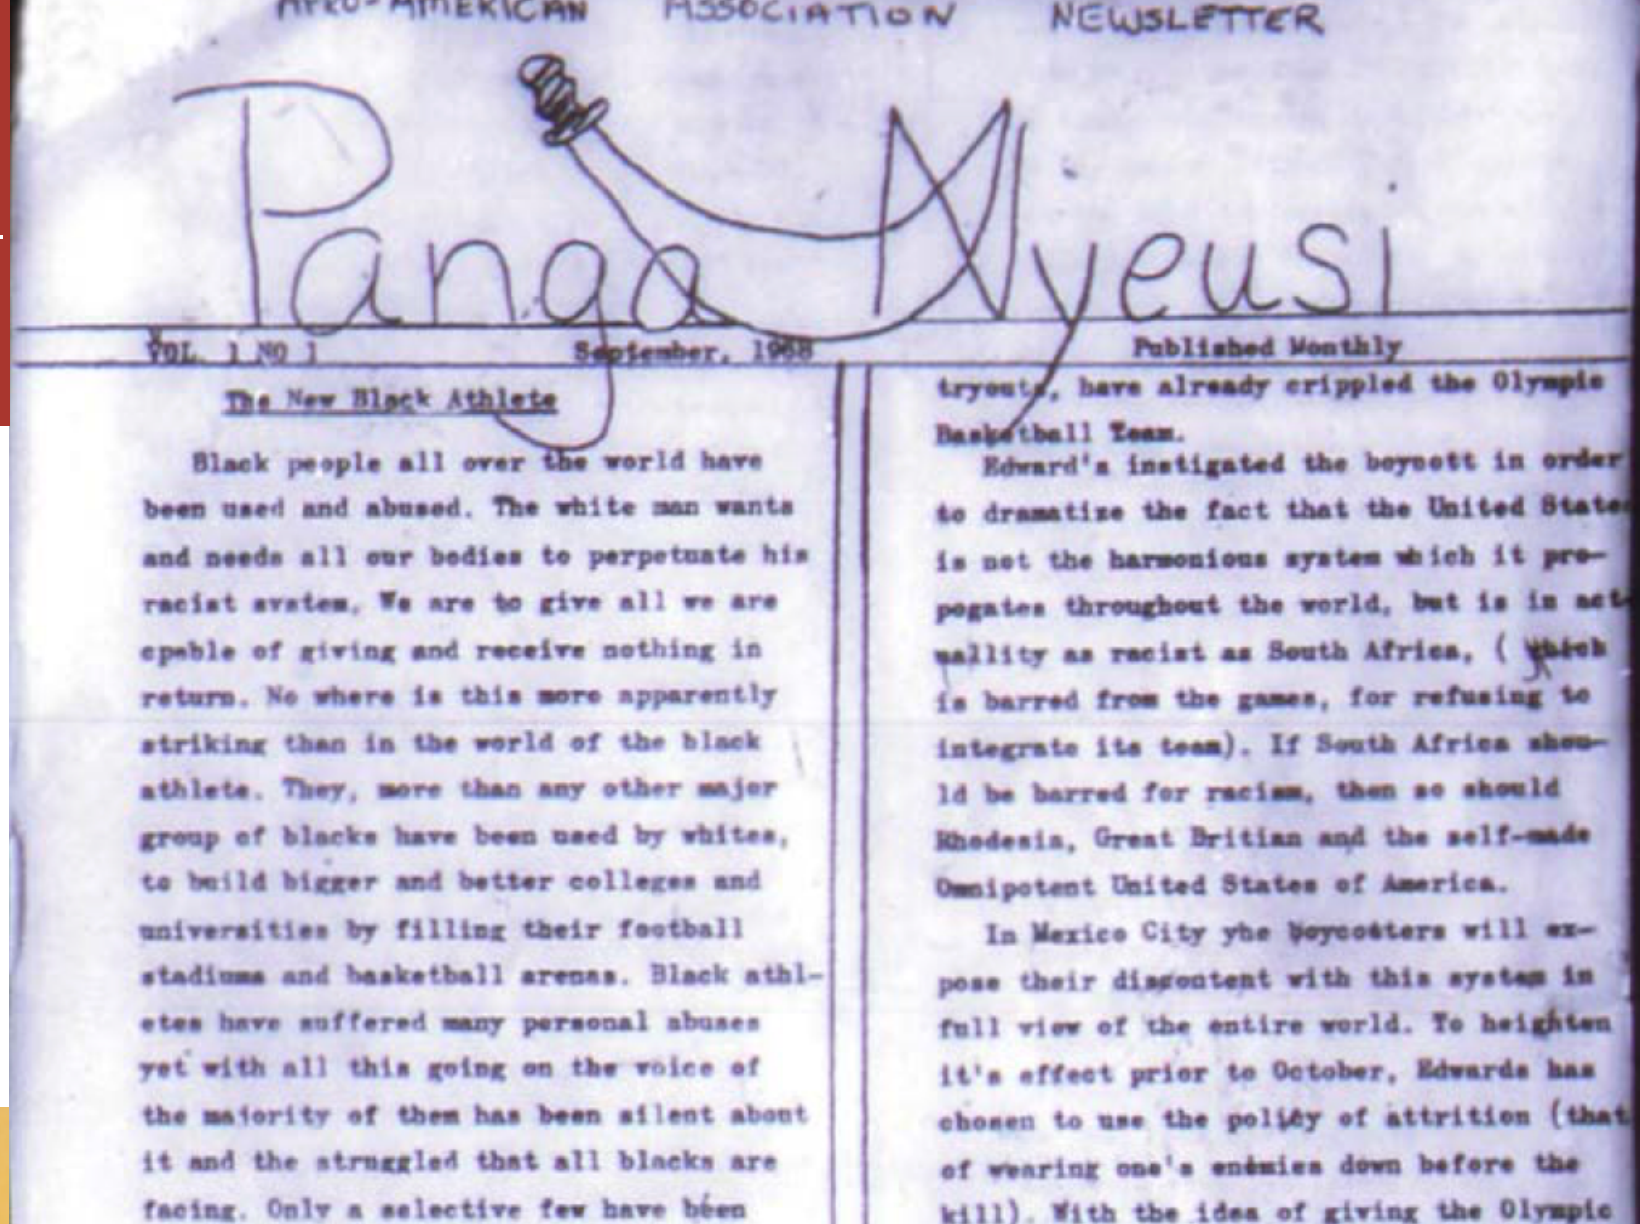 AFRO-AMERICAN ASSOCIATION NEWSLETTER
Panga Nyeusi
VOL. 1 NO 1 September, 1968 Published Monthly
The New Black Athlete
Black people all over the world have
been used and abused. The white man wants
and needs all our bodies to perpetuate his
racist system. We are to give all we are
cpable of giving and receive nothing in
return. No where is this more apparently
striking than in the world of the black
athlete. They, more than any other major
group of blacks have been used by whites,
to build bigger and better colleges and
universities by filling their football
stadiums and basketball arenas. Black athl-
etes have suffered many personal abuses
yet with all this going on the voice of
the majority of them has been silent about
it and the struggled that all blacks are
facing. Only a selective few have been
tryouts, have already crippled the Olympic
Basketball Team.
Edward's instigated the boycott in order
to dramatize the fact that the United States
is not the harmonious system which it pro-
pogates throughout the world, but is in act-
uallity as racist as South Africa, ( which
is barred from the games, for refusing to
integrate its team). If South Africa shou-
ld be barred for racism, then so should
Rhodesia, Great Britian and the self-made
Omnipotent United States of America.
In Mexico City yhe boycotters will ex-
pose their discontent with this system in
full view of the entire world. To heighten
it's effect prior to October, Edwards has
chosen to use the policy of attrition (that
of wearing one's enemies down before the
kill). With the idea of giving the Olympic